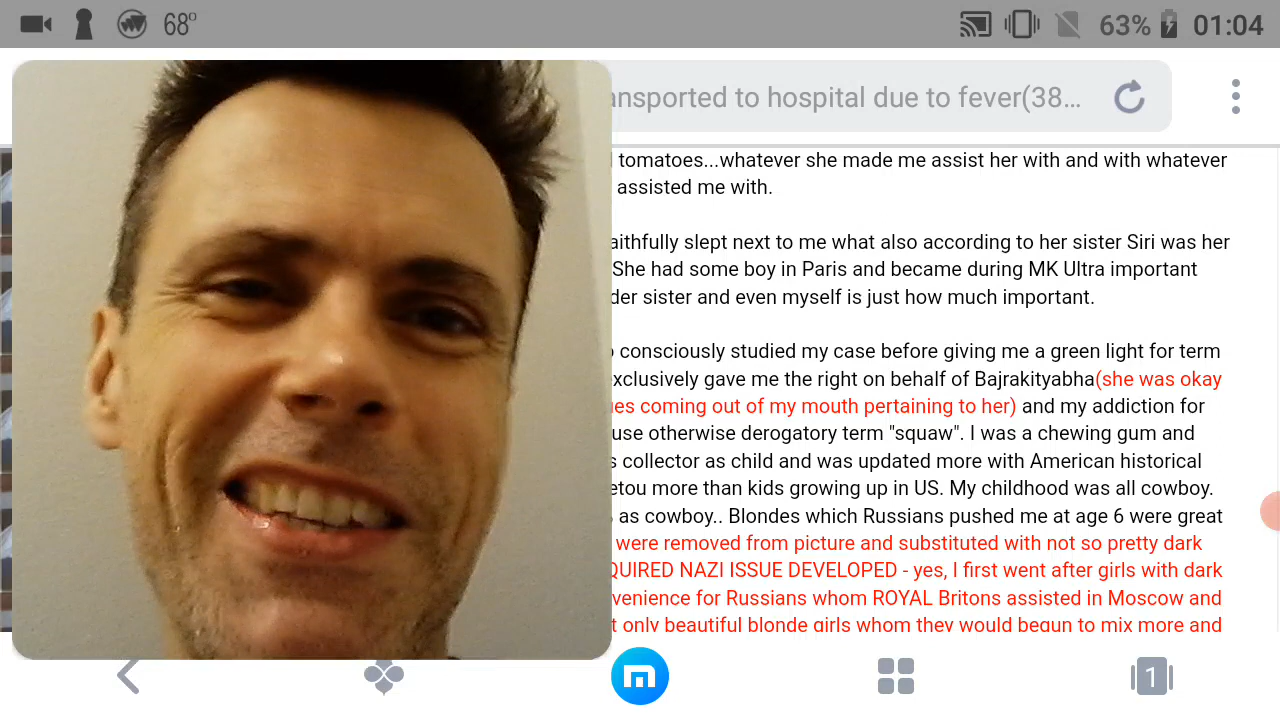 68°
63% 01:04
ansported to hospital due to fever(38...
tomatoes...whatever she made me assist her with and with whatever
assisted me with.
aithfully slept next to me what also according to her sister Siri was her
She had some boy in Paris and became during MK Ultra important
der sister and even myself is just how much important.
consciously studied my case before giving me a green light for term
xclusively gave me the right on behalf of Bajrakityabha(she was okay
es coming out of my mouth pertaining to her) and my addiction for
use otherwise derogatory term "squaw". I was a chewing gum and
s collector as child and was updated more with American historical
etou more than kids growing up in US. My childhood was all cowboy.
as cowboy.. Blondes which Russians pushed me at age 6 were great
were removed from picture and substituted with not so pretty dark
QUIRED NAZI ISSUE DEVELOPED - yes, I first went after girls with dark
venience for Russians whom ROYAL Britons assisted in Moscow and
t only beautiful blonde girls whom they would begun to mix more and
1